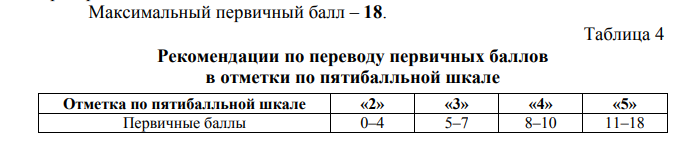 Максимальный первичный балл – 18.
Таблица 4
Рекомендации по переводу первичных баллов
в отметки по пятибалльной шкале
Отметка по пятибалльной шкале «2» «3» «4» «5»
Первичные баллы 0–4 5–7 8–10 11–18